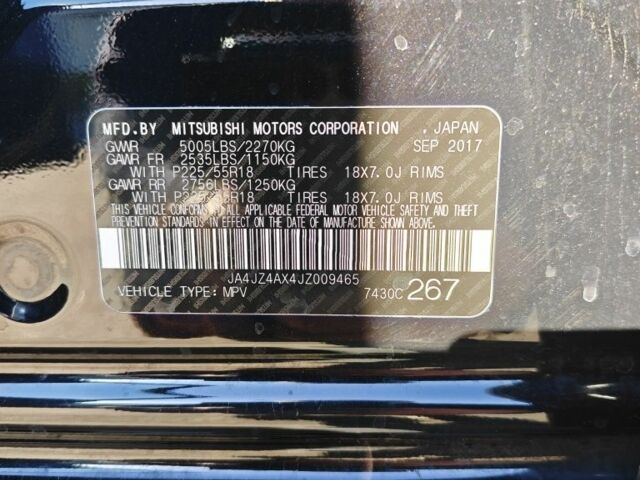 MFD.BY MITSUBISHI MOTORS CORPORATION , JAPAN
GVWR 5005LBS/2270KG SEP 2017
GAWR FR 2535LBS/1150KG
WITH P225/55R18 TIRES 18X7.0J RIMS
GAWR RR 2756LBS/1250KG
WITH P225/55R18 TIRES 18X7.0J RIMS
THIS VEHICLE CONFORMS TO ALL APPLICABLE FEDERAL MOTOR VEHICLE SAFETY AND THEFT
PREVENTION STANDARDS IN EFFECT ON THE DATE OF MANUFACTURE SHOWN ABOVE.
JA4JZ4AX4JZ009465
VEHICLE TYPE: MPV 7430C 267